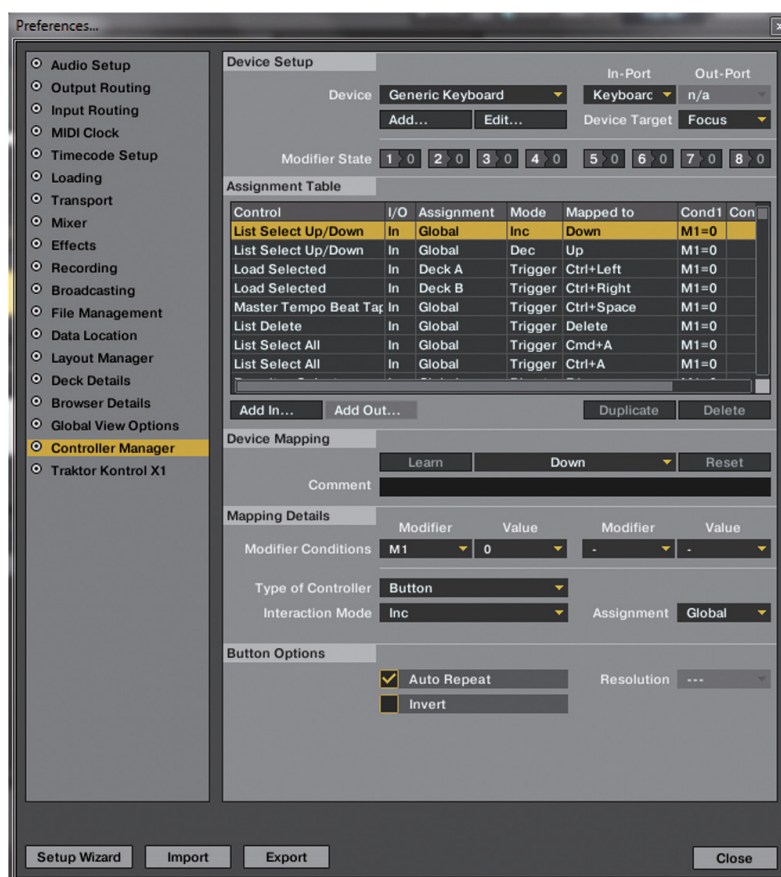 Preferences...
Audio Setup
Output Routing
Input Routing
MIDI Clock
Timecode Setup
Loading
Transport
Mixer
Effects
Recording
Broadcasting
File Management
Data Location
Layout Manager
Deck Details
Browser Details
Global View Options
Controller Manager
Traktor Kontrol X1
Device Setup
In-Port Out-Port
Device Generic Keyboard Keyboarc n/a
Add... Edit... Device Target Focus
Modifier State 1 0 2 0 3 0 4 0 5 0 6 0 7 0 8 0
Assignment Table
Control I/O Assignment Mode Mapped to Cond1 Con
List Select Up/Down In Global Inc Down M1=0
List Select Up/Down In Global Dec Up M1=0
Load Selected In Deck A Trigger Ctrl+Left M1=0
Load Selected In Deck B Trigger Ctrl+Right M1=0
Master Tempo Beat Tap In Global Trigger Ctrl+Space M1=0
List Delete In Global Trigger Delete M1=0
List Select All In Global Trigger Cmd+A M1=0
List Select All In Global Trigger Ctrl+A M1=0
Add In... Add Out... Duplicate Delete
Device Mapping
Learn Down Reset
Comment
Mapping Details
Modifier Value Modifier Value
Modifier Conditions M1 0 - -
Type of Controller Button
Interaction Mode Inc Assignment Global
Button Options
Auto Repeat Resolution ---
Invert
Setup Wizard Import Export Close